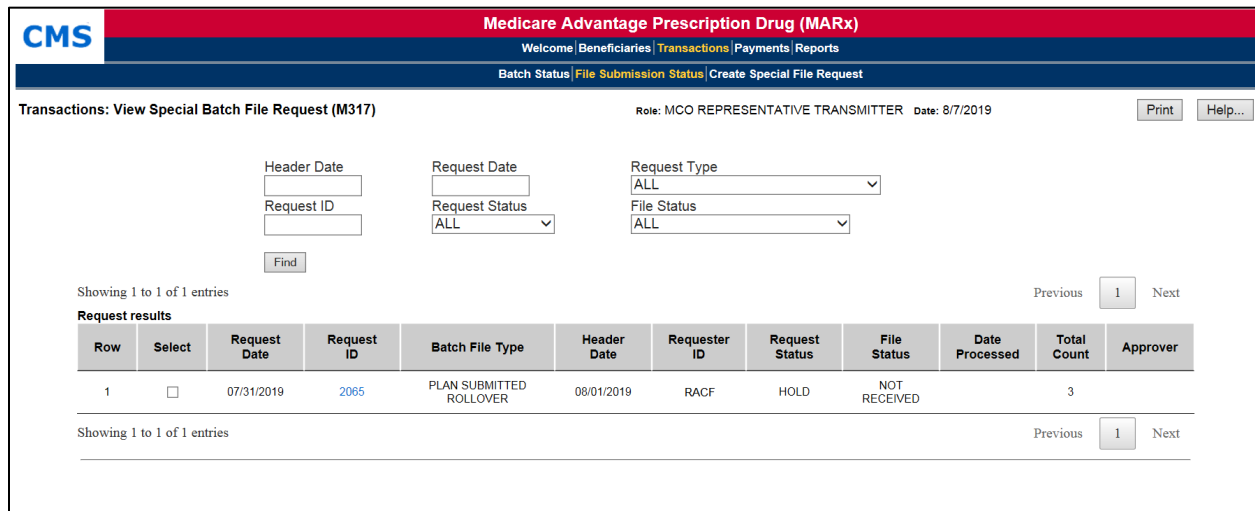 CMS
Medicare Advantage Prescription Drug (MARx)
Welcome|Beneficiaries|Transactions|Payments|Reports
Batch Status|File Submission Status|Create Special File Request
Transactions: View Special Batch File Request (M317) Role: MCO REPRESENTATIVE TRANSMITTER Date: 8/7/2019 Print Help...
Header Date Request Date Request Type
ALL
Request ID Request Status File Status
ALL ALL
Find
Showing 1 to 1 of 1 entries Previous 1 Next
Request results
Row Select Request Date Request ID Batch File Type Header Date Requester ID Request Status File Status Date Processed Total Count Approver
1 07/31/2019 2065 PLAN SUBMITTED ROLLOVER 08/01/2019 RACF HOLD NOT RECEIVED 3
Showing 1 to 1 of 1 entries Previous 1 Next